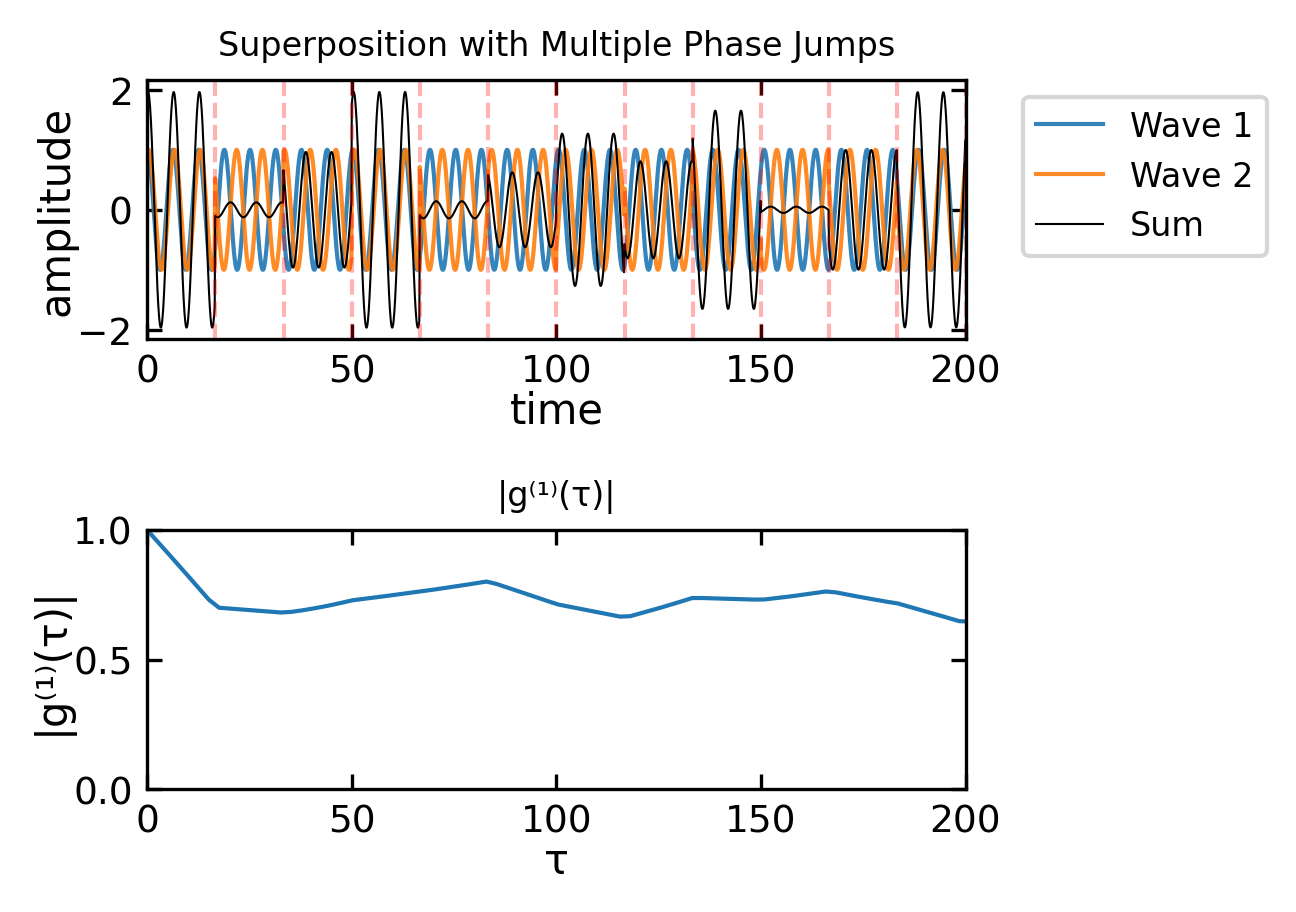 Superposition with Multiple Phase Jumps
amplitude
2
0
−2
0 50 100 150 200
time
Wave 1
Wave 2
Sum
|g⁽¹⁾(τ)|
|g⁽¹⁾(τ)|
1.0
0.5
0.0
0 50 100 150 200
τ